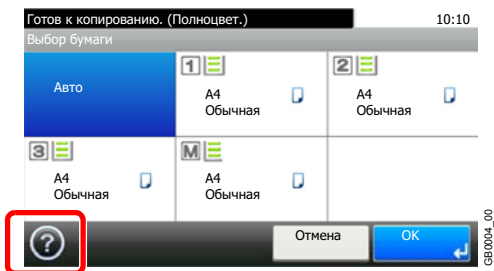 Готов к копированию. (Полноцвет.) 10:10
Выбор бумаги
Авто
1
A4
Обычная
2
A4
Обычная
3
A4
Обычная
M
A4
Обычная
?
Отмена
OK
GB0004_00